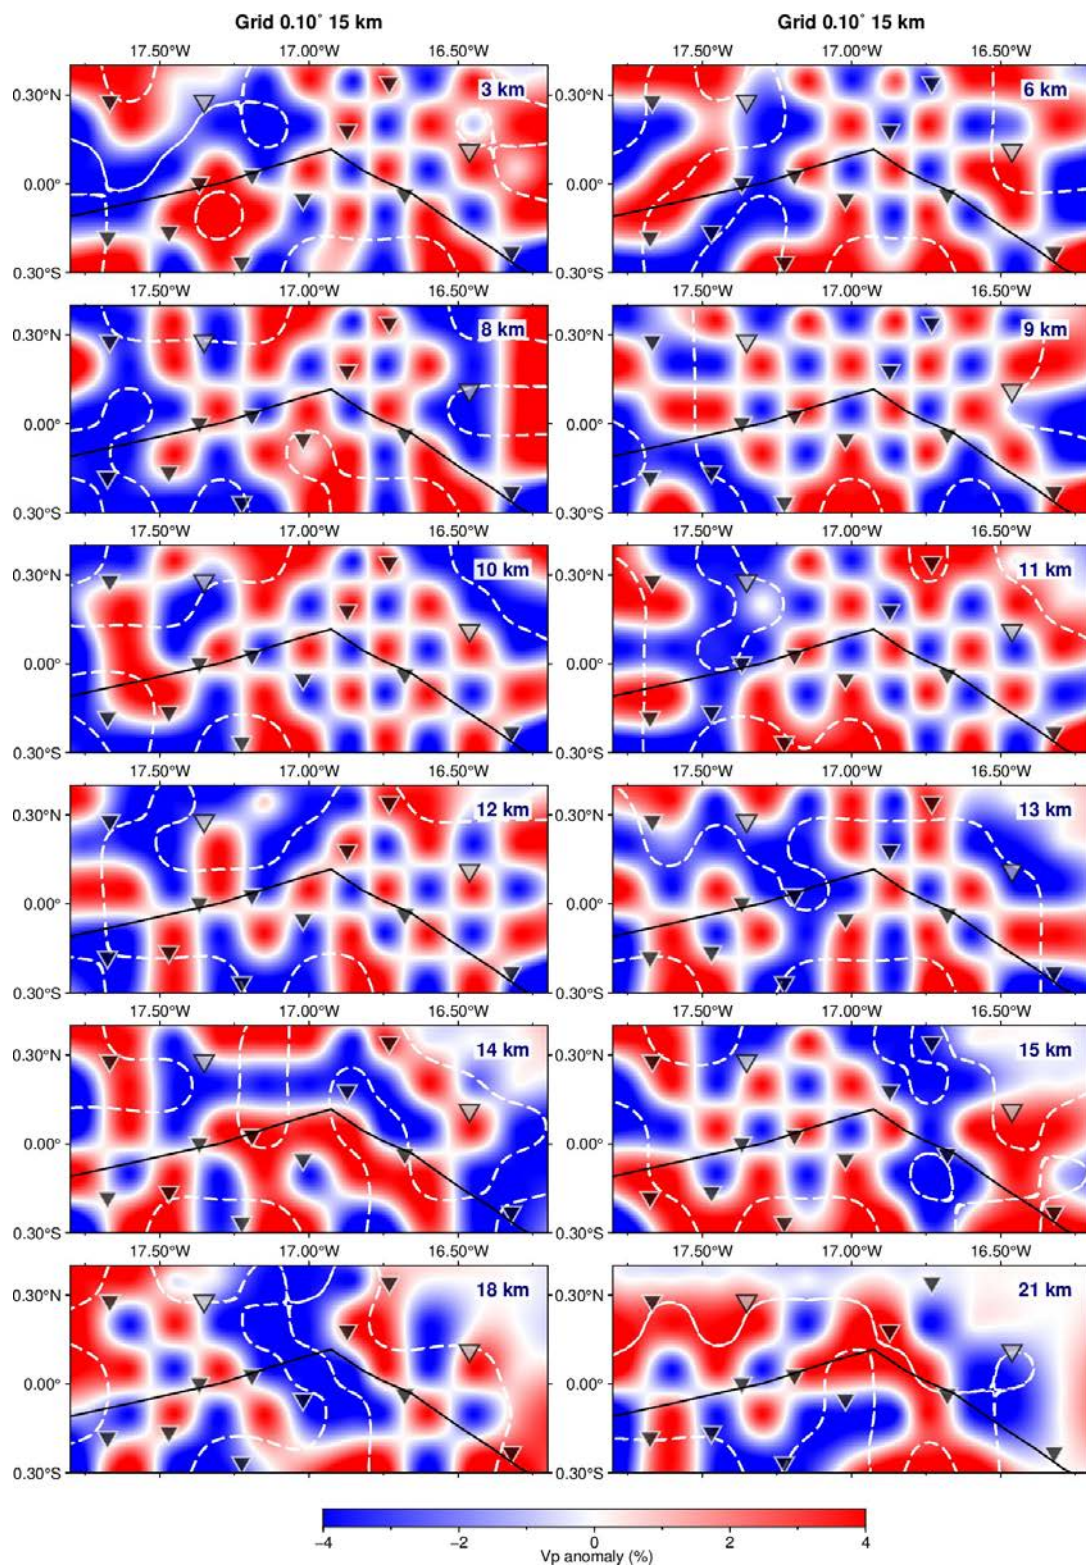 Grid 0.10° 15 km Grid 0.10° 15 km
17.50°W 17.00°W 16.50°W 17.50°W 17.00°W 16.50°W
0.30°N 3 km 0.30°N 6 km
0.00° 0.00°
0.30°S 0.30°S
17.50°W 17.00°W 16.50°W 17.50°W 17.00°W 16.50°W
0.30°N 8 km 0.30°N 9 km
0.00° 0.00°
0.30°S 0.30°S
17.50°W 17.00°W 16.50°W 17.50°W 17.00°W 16.50°W
0.30°N 10 km 0.30°N 11 km
0.00° 0.00°
0.30°S 0.30°S
17.50°W 17.00°W 16.50°W 17.50°W 17.00°W 16.50°W
0.30°N 12 km 0.30°N 13 km
0.00° 0.00°
0.30°S 0.30°S
17.50°W 17.00°W 16.50°W 17.50°W 17.00°W 16.50°W
0.30°N 14 km 0.30°N 15 km
0.00° 0.00°
0.30°S 0.30°S
17.50°W 17.00°W 16.50°W 17.50°W 17.00°W 16.50°W
0.30°N 18 km 0.30°N 21 km
0.00° 0.00°
0.30°S 0.30°S
−4 −2 0 2 4
Vp anomaly (%)